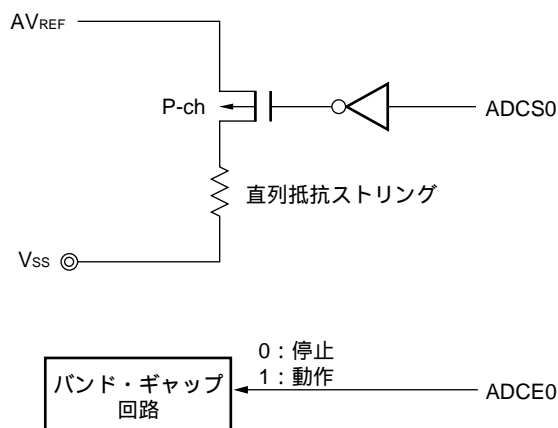 AVREF
P-ch
ADCS0
直列抵抗ストリング
VSS
0：停止
1：動作
バンド・ギャップ
回路
ADCE0